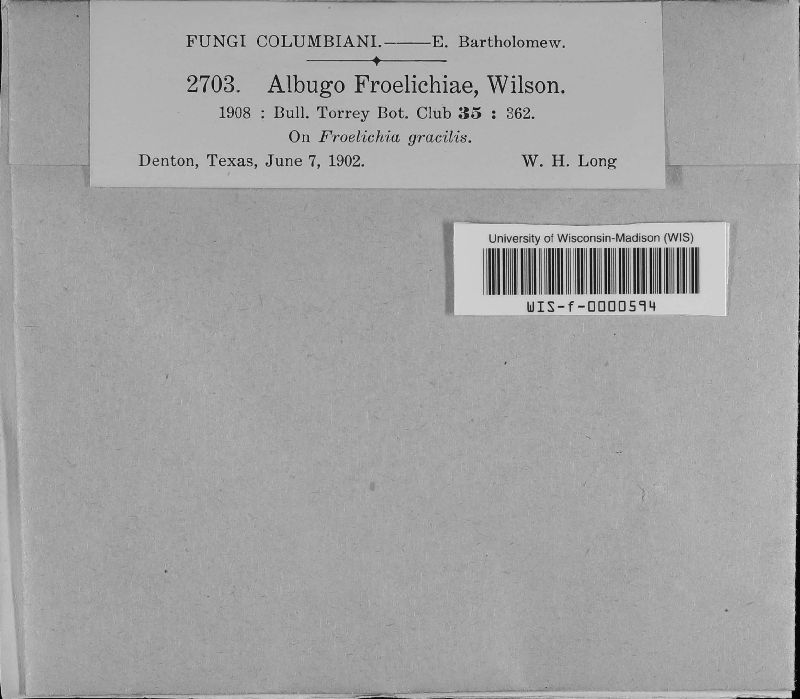 FUNGI COLUMBIANI.——E. Bartholomew.
2703. Albugo Froelichiae, Wilson.
1908 : Bull. Torrey Bot. Club 35 : 362.
On Froelichia gracilis.
Denton, Texas, June 7, 1902. W. H. Long
University of Wisconsin-Madison (WIS)
WIS-f-0000594